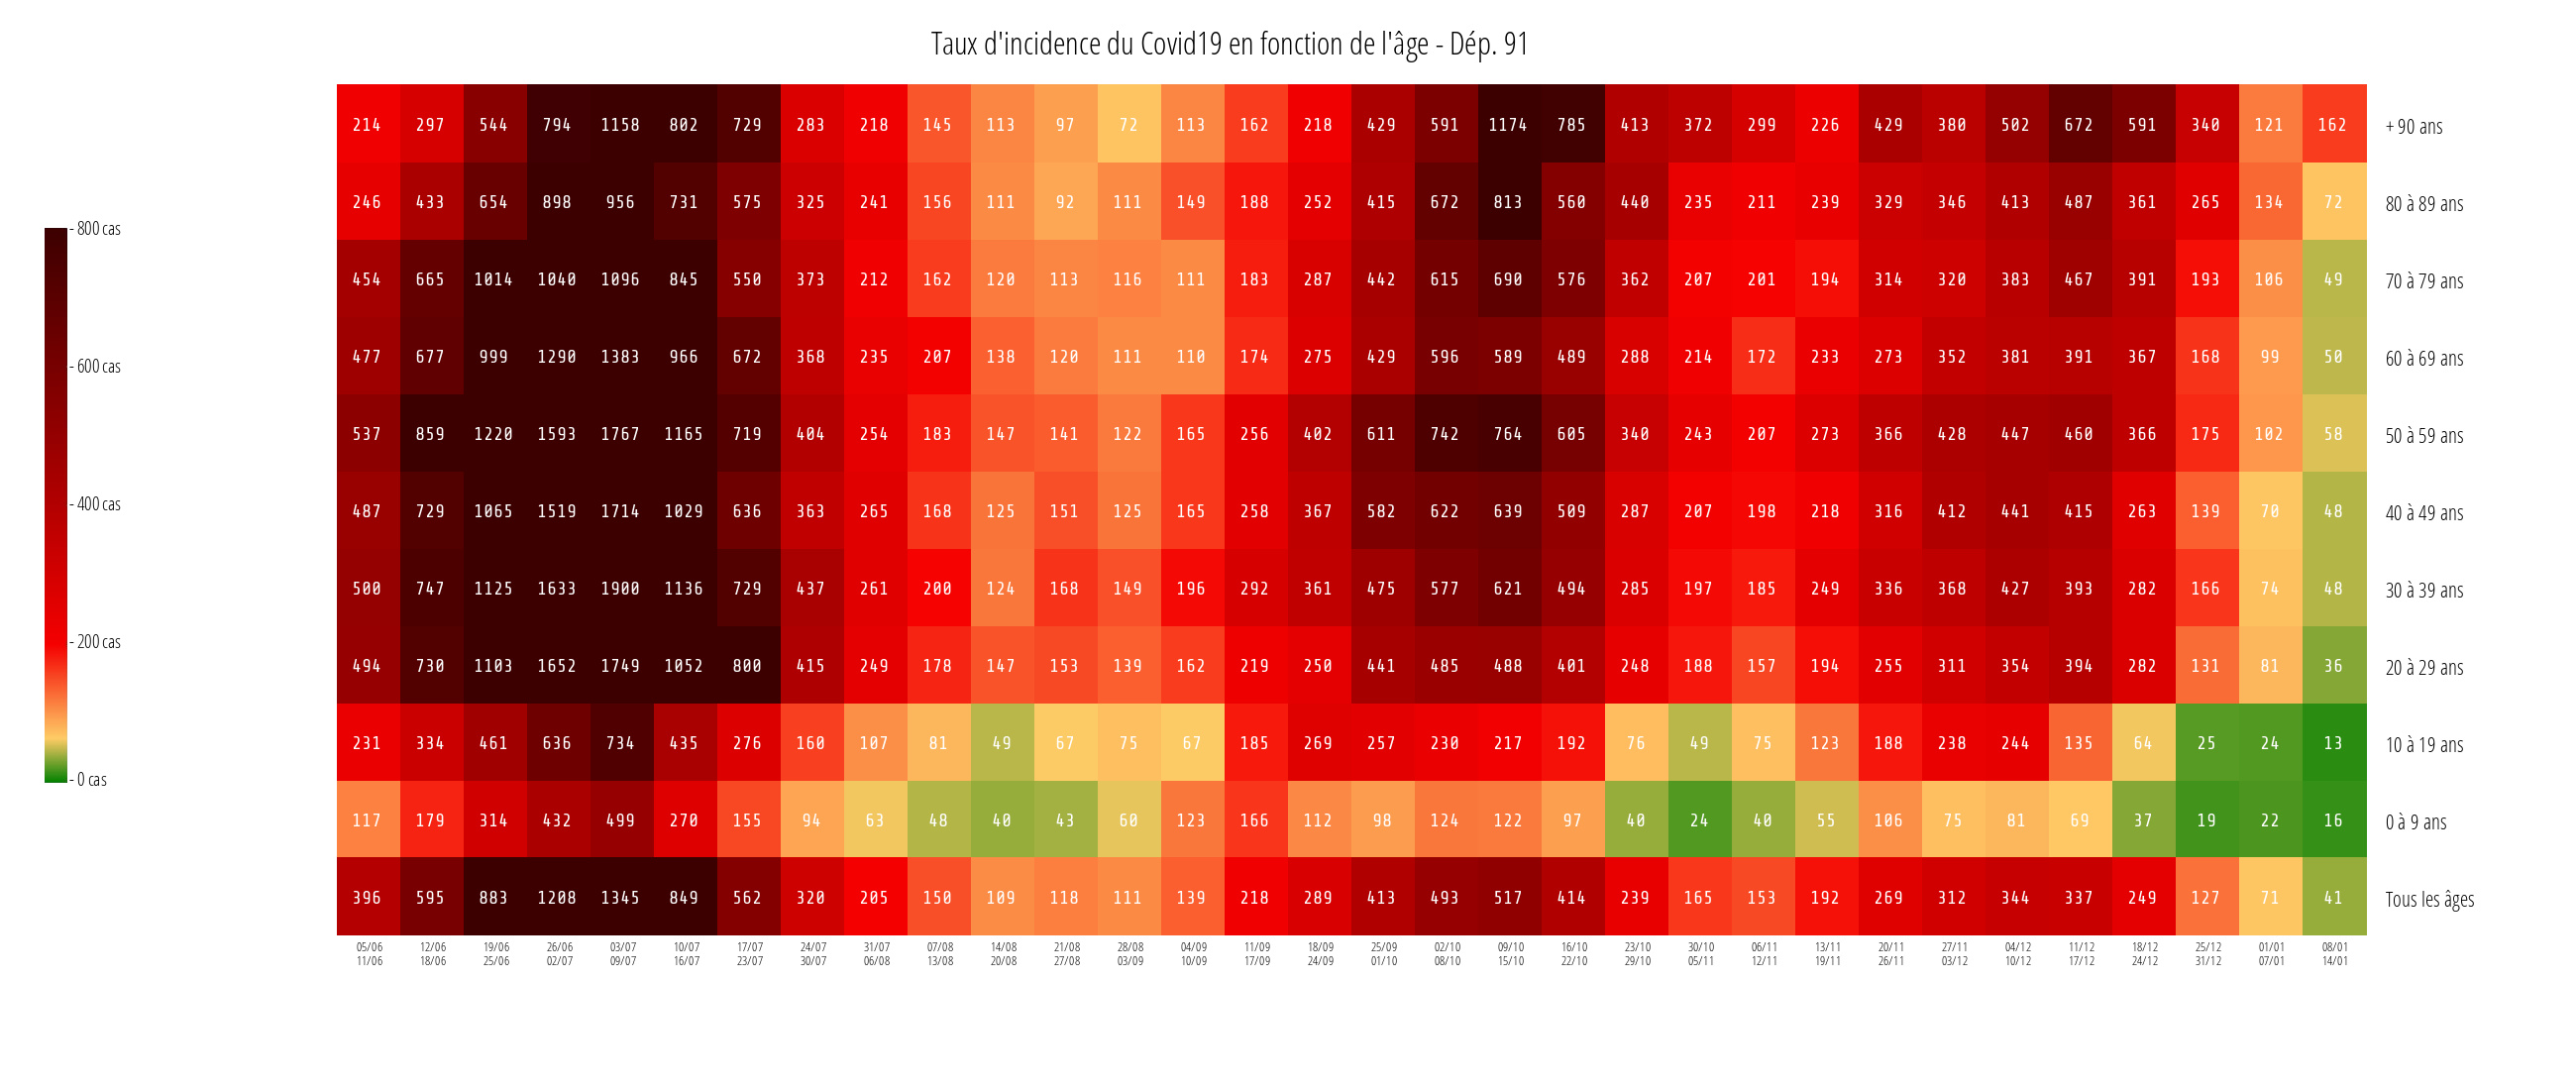 Taux d'incidence du Covid19 en fonction de l'âge - Dép. 91
- 800 cas
- 600 cas
- 400 cas
- 200 cas
- 0 cas
214 297 544 794 1158 802 729 283 218 145 113 97 72 113 162 218 429 591 1174 785 413 372 299 226 429 380 502 672 591 340 121 162 + 90 ans
246 433 654 898 956 731 575 325 241 156 111 92 111 149 188 252 415 672 813 560 440 235 211 239 329 346 413 487 361 265 134 72 80 à 89 ans
454 665 1014 1040 1096 845 550 373 212 162 120 113 116 111 183 287 442 615 690 576 362 207 201 194 314 320 383 467 391 193 106 49 70 à 79 ans
477 677 999 1290 1383 966 672 368 235 207 138 120 111 110 174 275 429 596 589 489 288 214 172 233 273 352 381 391 367 168 99 50 60 à 69 ans
537 859 1220 1593 1767 1165 719 404 254 183 147 141 122 165 256 402 611 742 764 605 340 243 207 273 366 428 447 460 366 175 102 58 50 à 59 ans
487 729 1065 1519 1714 1029 636 363 265 168 125 151 125 165 258 367 582 622 639 509 287 207 198 218 316 412 441 415 263 139 70 48 40 à 49 ans
500 747 1125 1633 1900 1136 729 437 261 200 124 168 149 196 292 361 475 577 621 494 285 197 185 249 336 368 427 393 282 166 74 48 30 à 39 ans
494 730 1103 1652 1749 1052 800 415 249 178 147 153 139 162 219 250 441 485 488 401 248 188 157 194 255 311 354 394 282 131 81 36 20 à 29 ans
231 334 461 636 734 435 276 160 107 81 49 67 75 67 185 269 257 230 217 192 76 49 75 123 188 238 244 135 64 25 24 13 10 à 19 ans
117 179 314 432 499 270 155 94 63 48 40 43 60 123 166 112 98 124 122 97 40 24 40 55 106 75 81 69 37 19 22 16 0 à 9 ans
396 595 883 1208 1345 849 562 320 205 150 109 118 111 139 218 289 413 493 517 414 239 165 153 192 269 312 344 337 249 127 71 41 Tous les âges
05/06 12/06 19/06 26/06 03/07 10/07 17/07 24/07 31/07 07/08 14/08 21/08 28/08 04/09 11/09 18/09 25/09 02/10 09/10 16/10 23/10 30/10 06/11 13/11 20/11 27/11 04/12 11/12 18/12 25/12 01/01 08/01
11/06 18/06 25/06 02/07 09/07 16/07 23/07 30/07 06/08 13/08 20/08 27/08 03/09 10/09 17/09 24/09 01/10 08/10 15/10 22/10 29/10 05/11 12/11 19/11 26/11 03/12 10/12 17/12 24/12 31/12 07/01 14/01